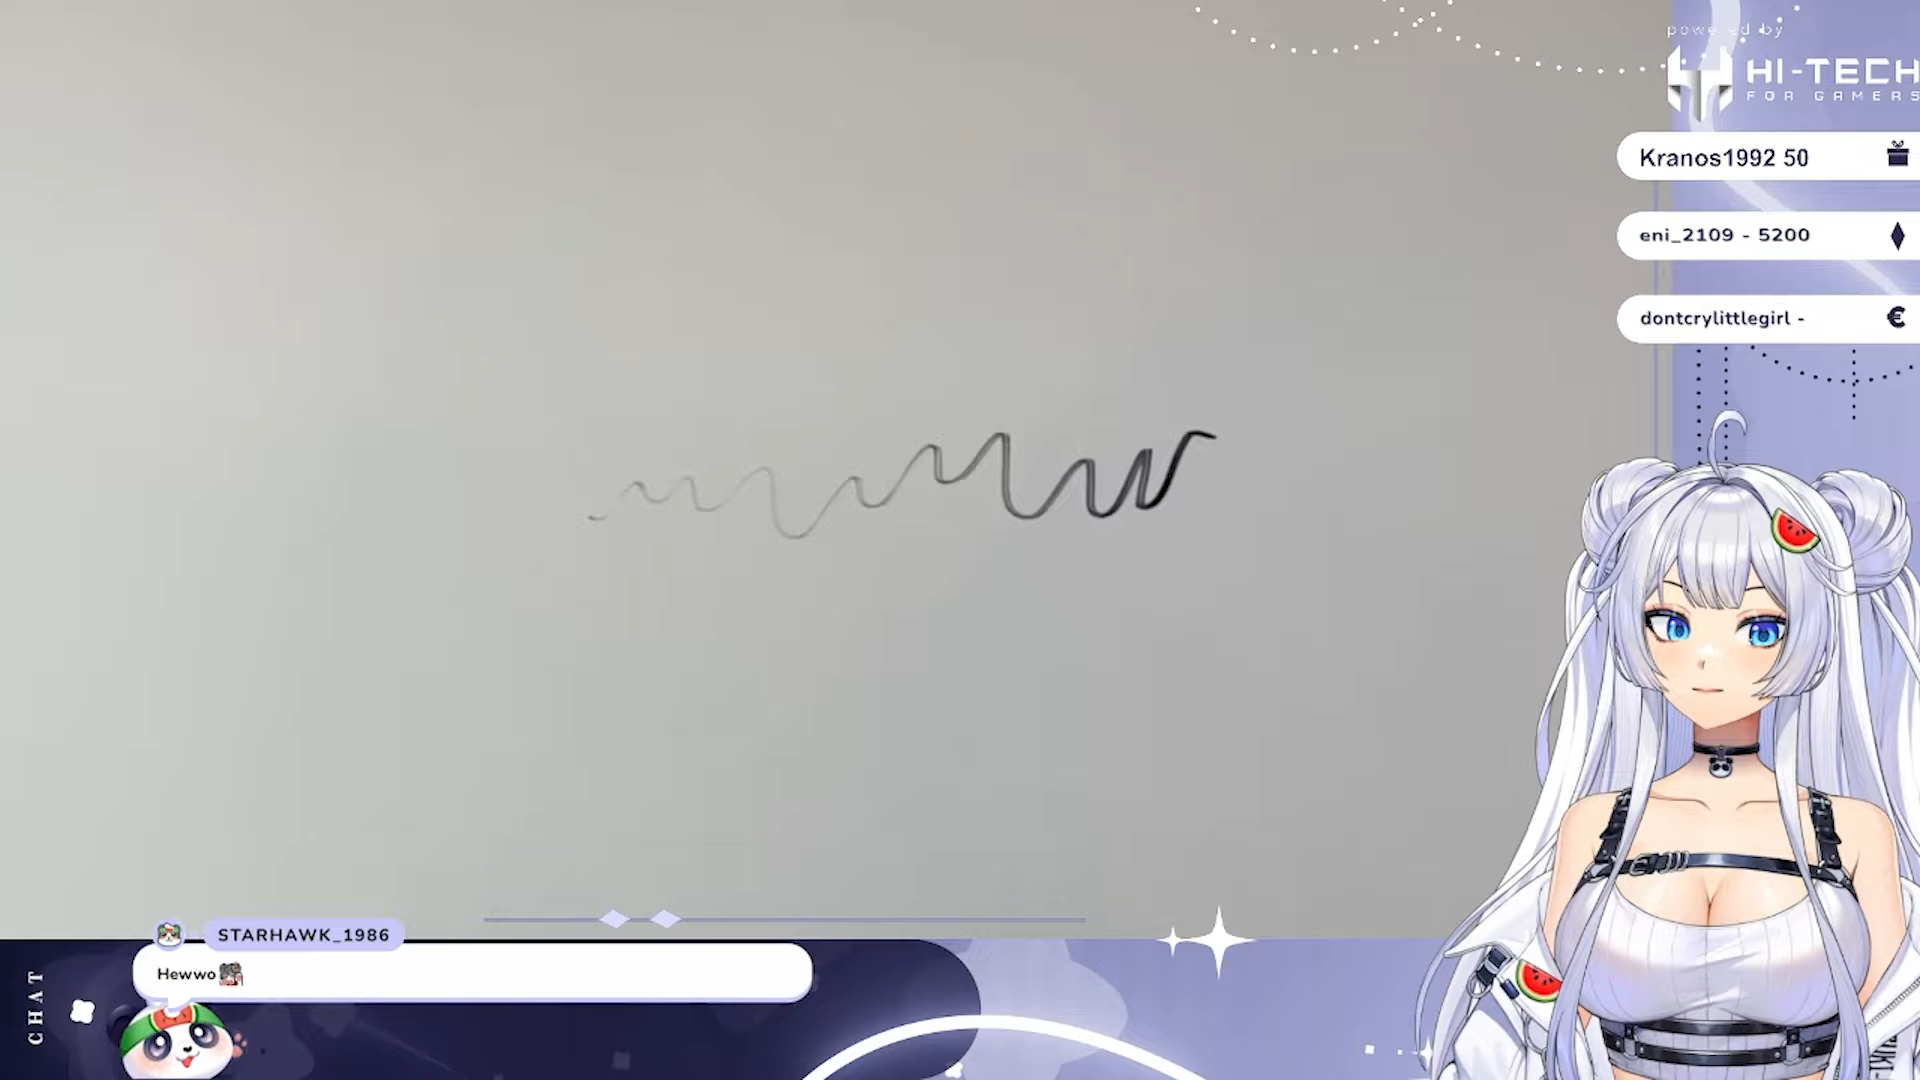 powered by
HI-TECH
FOR GAMERS
Kranos1992 50
eni_2109 - 5200
dontcrylittlegirl -
€
STARHAWK_1986
Hewwo
CHAT